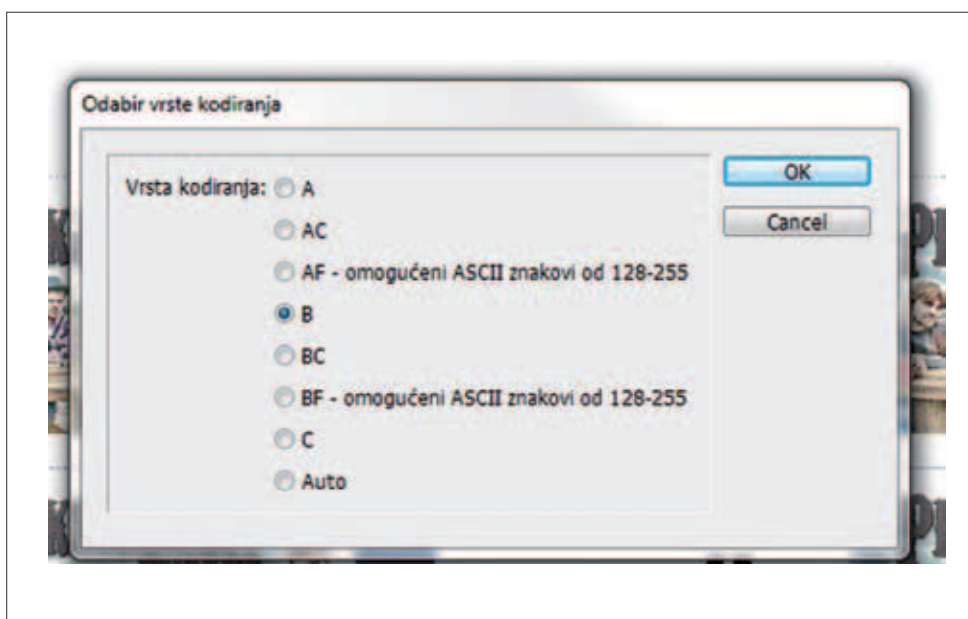 Odabir vrste kodiranja
Vrsta kodiranja: A
AC
AF - omogućeni ASCII znakovi od 128-255
B
BC
BF - omogućeni ASCII znakovi od 128-255
C
Auto
OK
Cancel